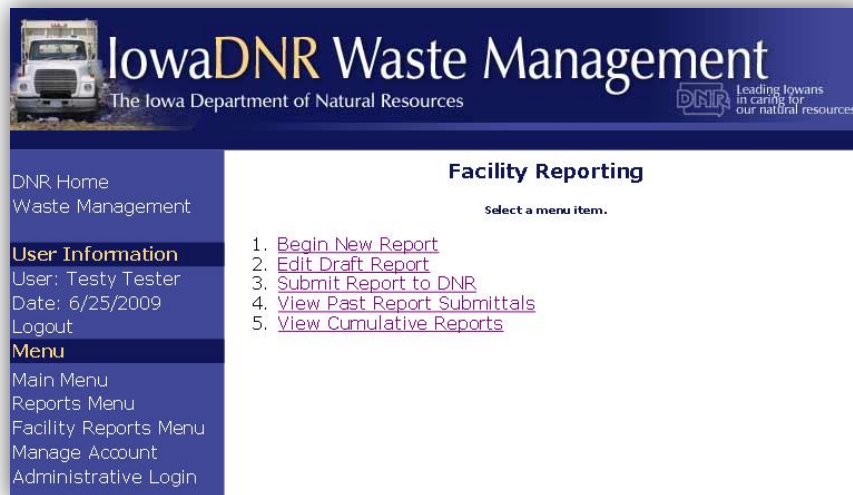 IowaDNR Waste Management
The Iowa Department of Natural Resources
DNR
Leading Iowans
in caring for
our natural resources
DNR Home
Waste Management
User Information
User: Testy Tester
Date: 6/25/2009
Logout
Menu
Main Menu
Reports Menu
Facility Reports Menu
Manage Account
Administrative Login
Facility Reporting
Select a menu item.
1. Begin New Report
2. Edit Draft Report
3. Submit Report to DNR
4. View Past Report Submittals
5. View Cumulative Reports